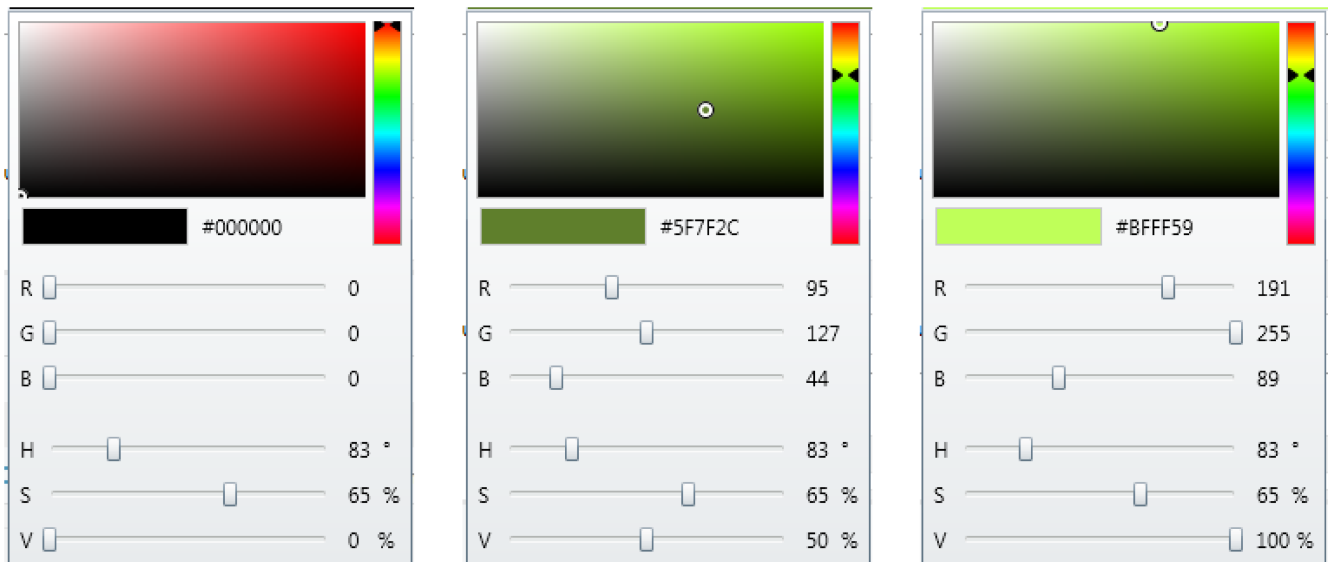 #000000
R 0
G 0
B 0
H 83 °
S 65 %
V 0 %
#5F7F2C
R 95
G 127
B 44
H 83 °
S 65 %
V 50 %
#BFFF59
R 191
G 255
B 89
H 83 °
S 65 %
V 100 %